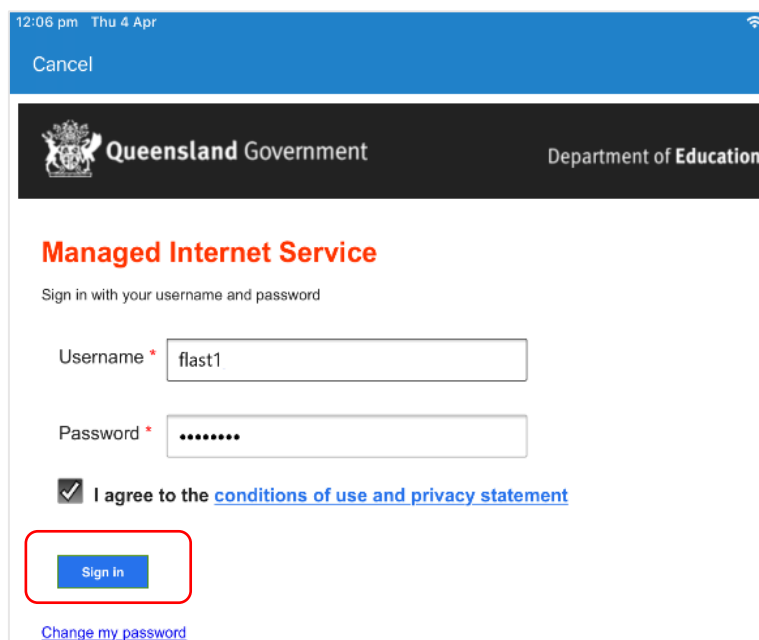 12:06 pm Thu 4 Apr
Cancel
Queensland Government
Department of Education
Managed Internet Service
Sign in with your username and password
Username * flast1
Password * ••••••••
I agree to the conditions of use and privacy statement
Sign in
Change my password